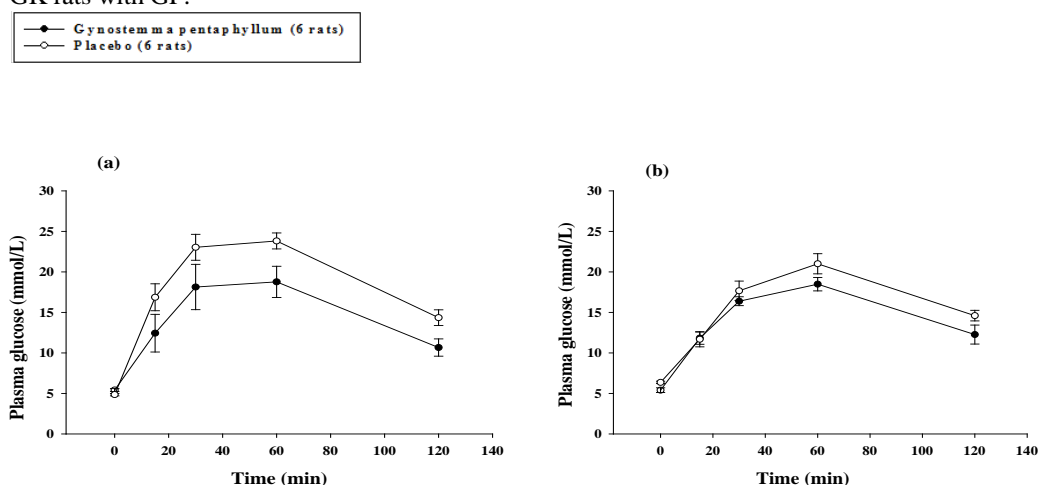 GK rats with GP.
Gynostemma pentaphyllum (6 rats)
Placebo (6 rats)
(a)
30
25
20
15
10
5
0
Plasma glucose (mmol/L)
0 20 40 60 80 100 120 140
Time (min)
(b)
30
25
20
15
10
5
0
Plasma glucose (mmol/L)
0 20 40 60 80 100 120 140
Time (min)